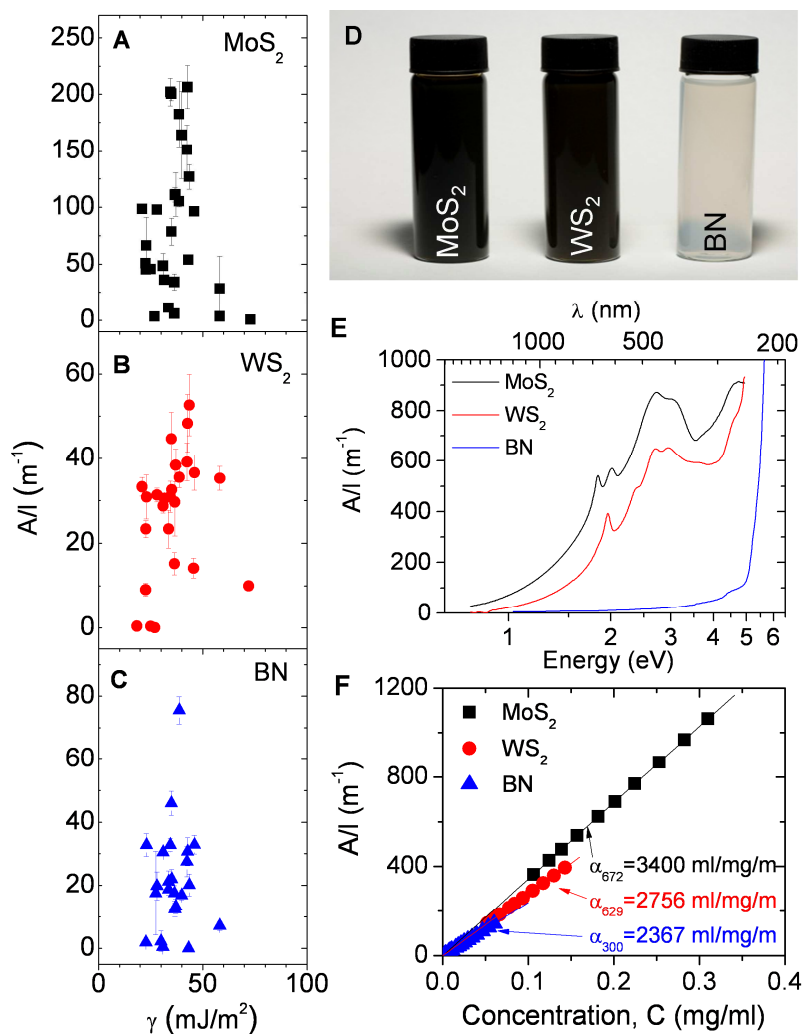 A
MoS2
250
200
150
100
50
0
B
WS2
60
40
20
0
A/l (m-1)
C
BN
80
60
40
20
0
0
50
100
γ (mJ/m2)
D
MoS2
WS2
BN
E
λ (nm)
1000
500
200
1000
800
600
400
200
0
A/l (m-1)
MoS2
WS2
BN
1
2
3
4
5
6
Energy (eV)
F
1200
800
400
0
A/l (m-1)
MoS2
WS2
BN
α672=3400 ml/mg/m
α629=2756 ml/mg/m
α300=2367 ml/mg/m
0.0
0.1
0.2
0.3
0.4
Concentration, C (mg/ml)